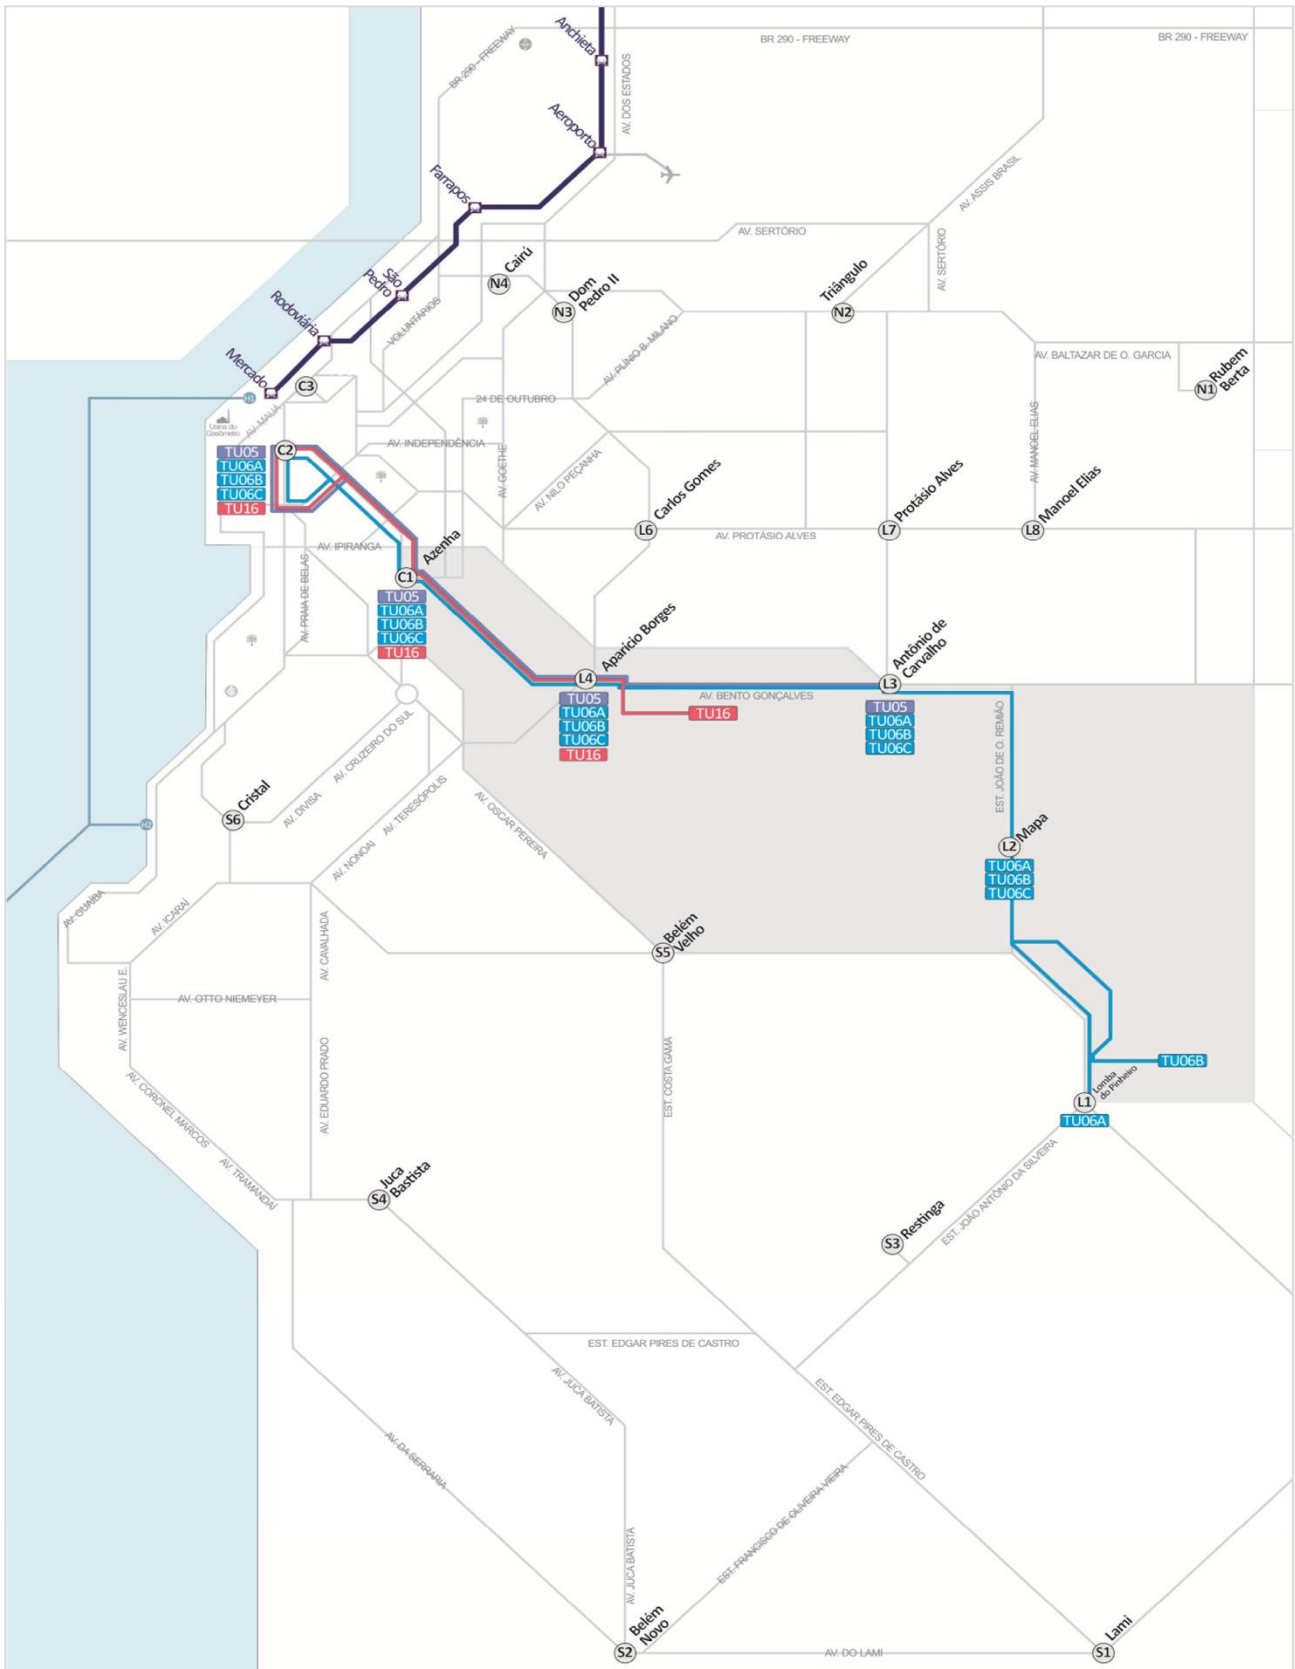 Anchieta
BR 290 - FREEWAY
BR 290 - FREEWAY
BR 290 - FREEWAY
AV. DOS ESTADOS
Aeroporto
Farrapos
AV. ASSIS BRASIL
AV. SERTÓRIO
AV. SERTÓRIO
São
Pedro
N4
Cairú
N3
Dom
Pedro II
N2
Triângulo
Rodoviária
VOLUNTÁRIOS
AV. PLÍNIO B. MILANO
AV. BALTAZAR DE O. GARCIA
N1
Rubem
Berta
Mercado
C3
H1
24 DE OUTUBRO
AV. MAUÁ
Usina do
Gasômetro
AV. INDEPENDÊNCIA
AV. GOETHE
AV. NILO PEÇANHA
AV. MANOEL ELIAS
C2
TU05
TU06A
TU06B
TU06C
TU16
L6
Carlos Gomes
AV. PROTÁSIO ALVES
L7
Protásio Alves
L8
Manoel Elias
AV. IPIRANGA
AV. PRAIA DE BELAS
C1
Azenha
TU05
TU06A
TU06B
TU06C
TU16
L4
Aparício Borges
TU05
TU06A
TU06B
TU06C
TU16
TU16
AV. BENTO GONÇALVES
L3
Antônio de
Carvalho
TU05
TU06A
TU06B
TU06C
EST. JOÃO DE O. REMIÃO
AV. CRUZEIRO DO SUL
AV. DIVISA
AV. TERESÓPOLIS
AV. NONOAI
AV. OSCAR PEREIRA
S6
Cristal
H2
L2
Mapa
TU06A
TU06B
TU06C
AV. GUAÍBA
AV. ICARAÍ
AV. CAVALHADA
S5
Belém
Velho
AV. WENCESLAU E.
AV. OTTO NIEMEYER
AV. EDUARDO PRADO
EST. COSTA GAMA
TU06B
Lomba
do Pinheiro
L1
TU06A
AV. CORONEL MARCOS
AV. TRAMANDAÍ
S4
Juca
Bastista
S3
Restinga
EST. JOÃO ANTÔNIO DA SILVEIRA
EST. EDGAR PIRES DE CASTRO
AV. JUCA BATISTA
EST. EDGAR PIRES DE CASTRO
AV. DA SERRARIA
EST. FRANCISCO DE OLIVEIRA VIEIRA
AV. JUCA BATISTA
S2
Belém
Novo
AV. DO LAMI
S1
Lami